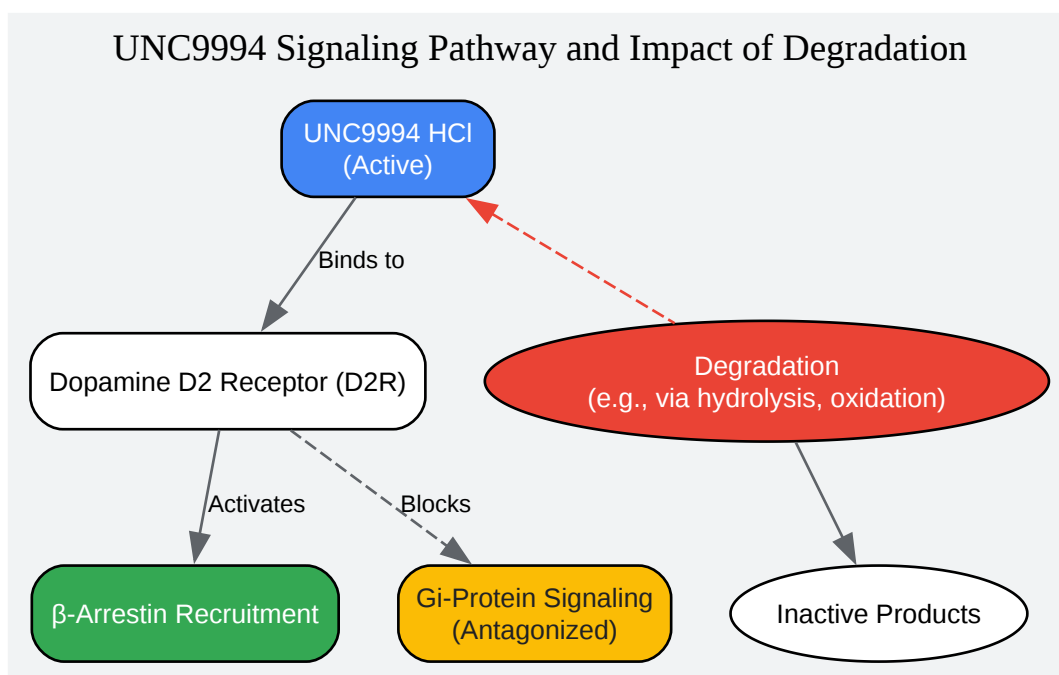 UNC9994 Signaling Pathway and Impact of Degradation
UNC9994 HCl
(Active)
Binds to
Dopamine D2 Receptor (D2R)
Degradation
(e.g., via hydrolysis, oxidation)
Activates
Blocks
β-Arrestin Recruitment
Gi-Protein Signaling
(Antagonized)
Inactive Products